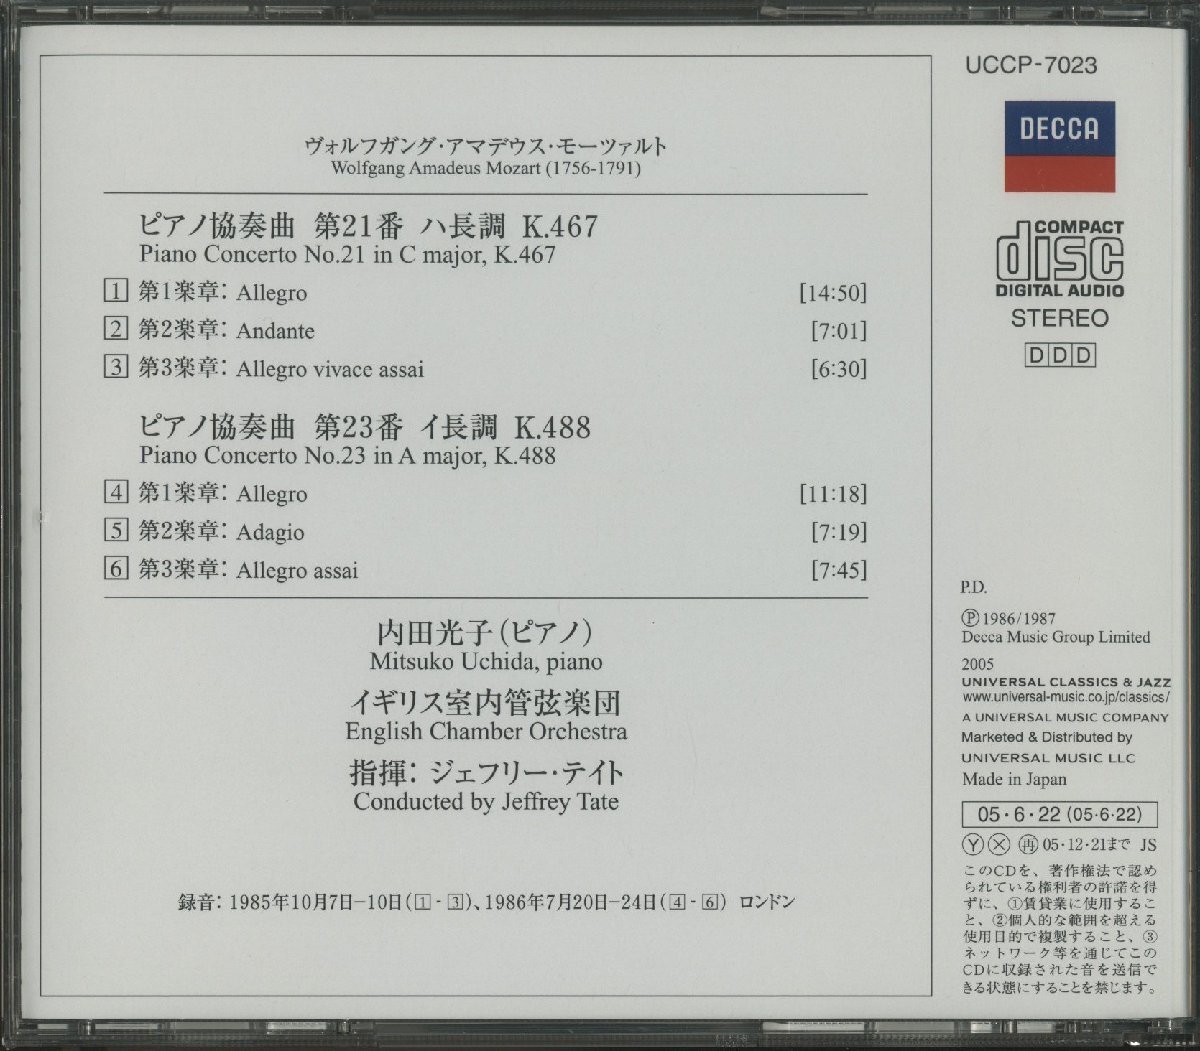 ヴォルフガング・アマデウス・モーツァルト
Wolfgang Amadeus Mozart (1756-1791)
ピアノ協奏曲 第21番 ハ長調 K.467
Piano Concerto No.21 in C major, K.467
1 第1楽章: Allegro [14:50]
2 第2楽章: Andante [7:01]
3 第3楽章: Allegro vivace assai [6:30]
ピアノ協奏曲 第23番 イ長調 K.488
Piano Concerto No.23 in A major, K.488
4 第1楽章: Allegro [11:18]
5 第2楽章: Adagio [7:19]
6 第3楽章: Allegro assai [7:45]
内田光子(ピアノ)
Mitsuko Uchida, piano
イギリス室内管弦楽団
English Chamber Orchestra
指揮: ジェフリー・テイト
Conducted by Jeffrey Tate
録音: 1985年10月7日-10日(1-3)、1986年7月20日-24日(4-6) ロンドン
UCCP-7023
DECCA
COMPACT
disc
DIGITAL AUDIO
STEREO
DDD
P.D.
Ⓟ1986/1987
Decca Music Group Limited
2005
UNIVERSAL CLASSICS & JAZZ
www.universal-music.co.jp/classics/
A UNIVERSAL MUSIC COMPANY
Marketed & Distributed by
UNIVERSAL MUSIC LLC
Made in Japan
05・6・22 (05・6・22)
Ⓨ Ⓧ ㊢ 05・12・21まで JS
このCDを、著作権法で認め
られている権利者の許諾を得
ずに、①賃貸業に使用するこ
と、②個人的な範囲を超える
使用目的で複製すること、③
ネットワーク等を通じてこの
CDに収録された音を送信で
きる状態にすることを禁じます。